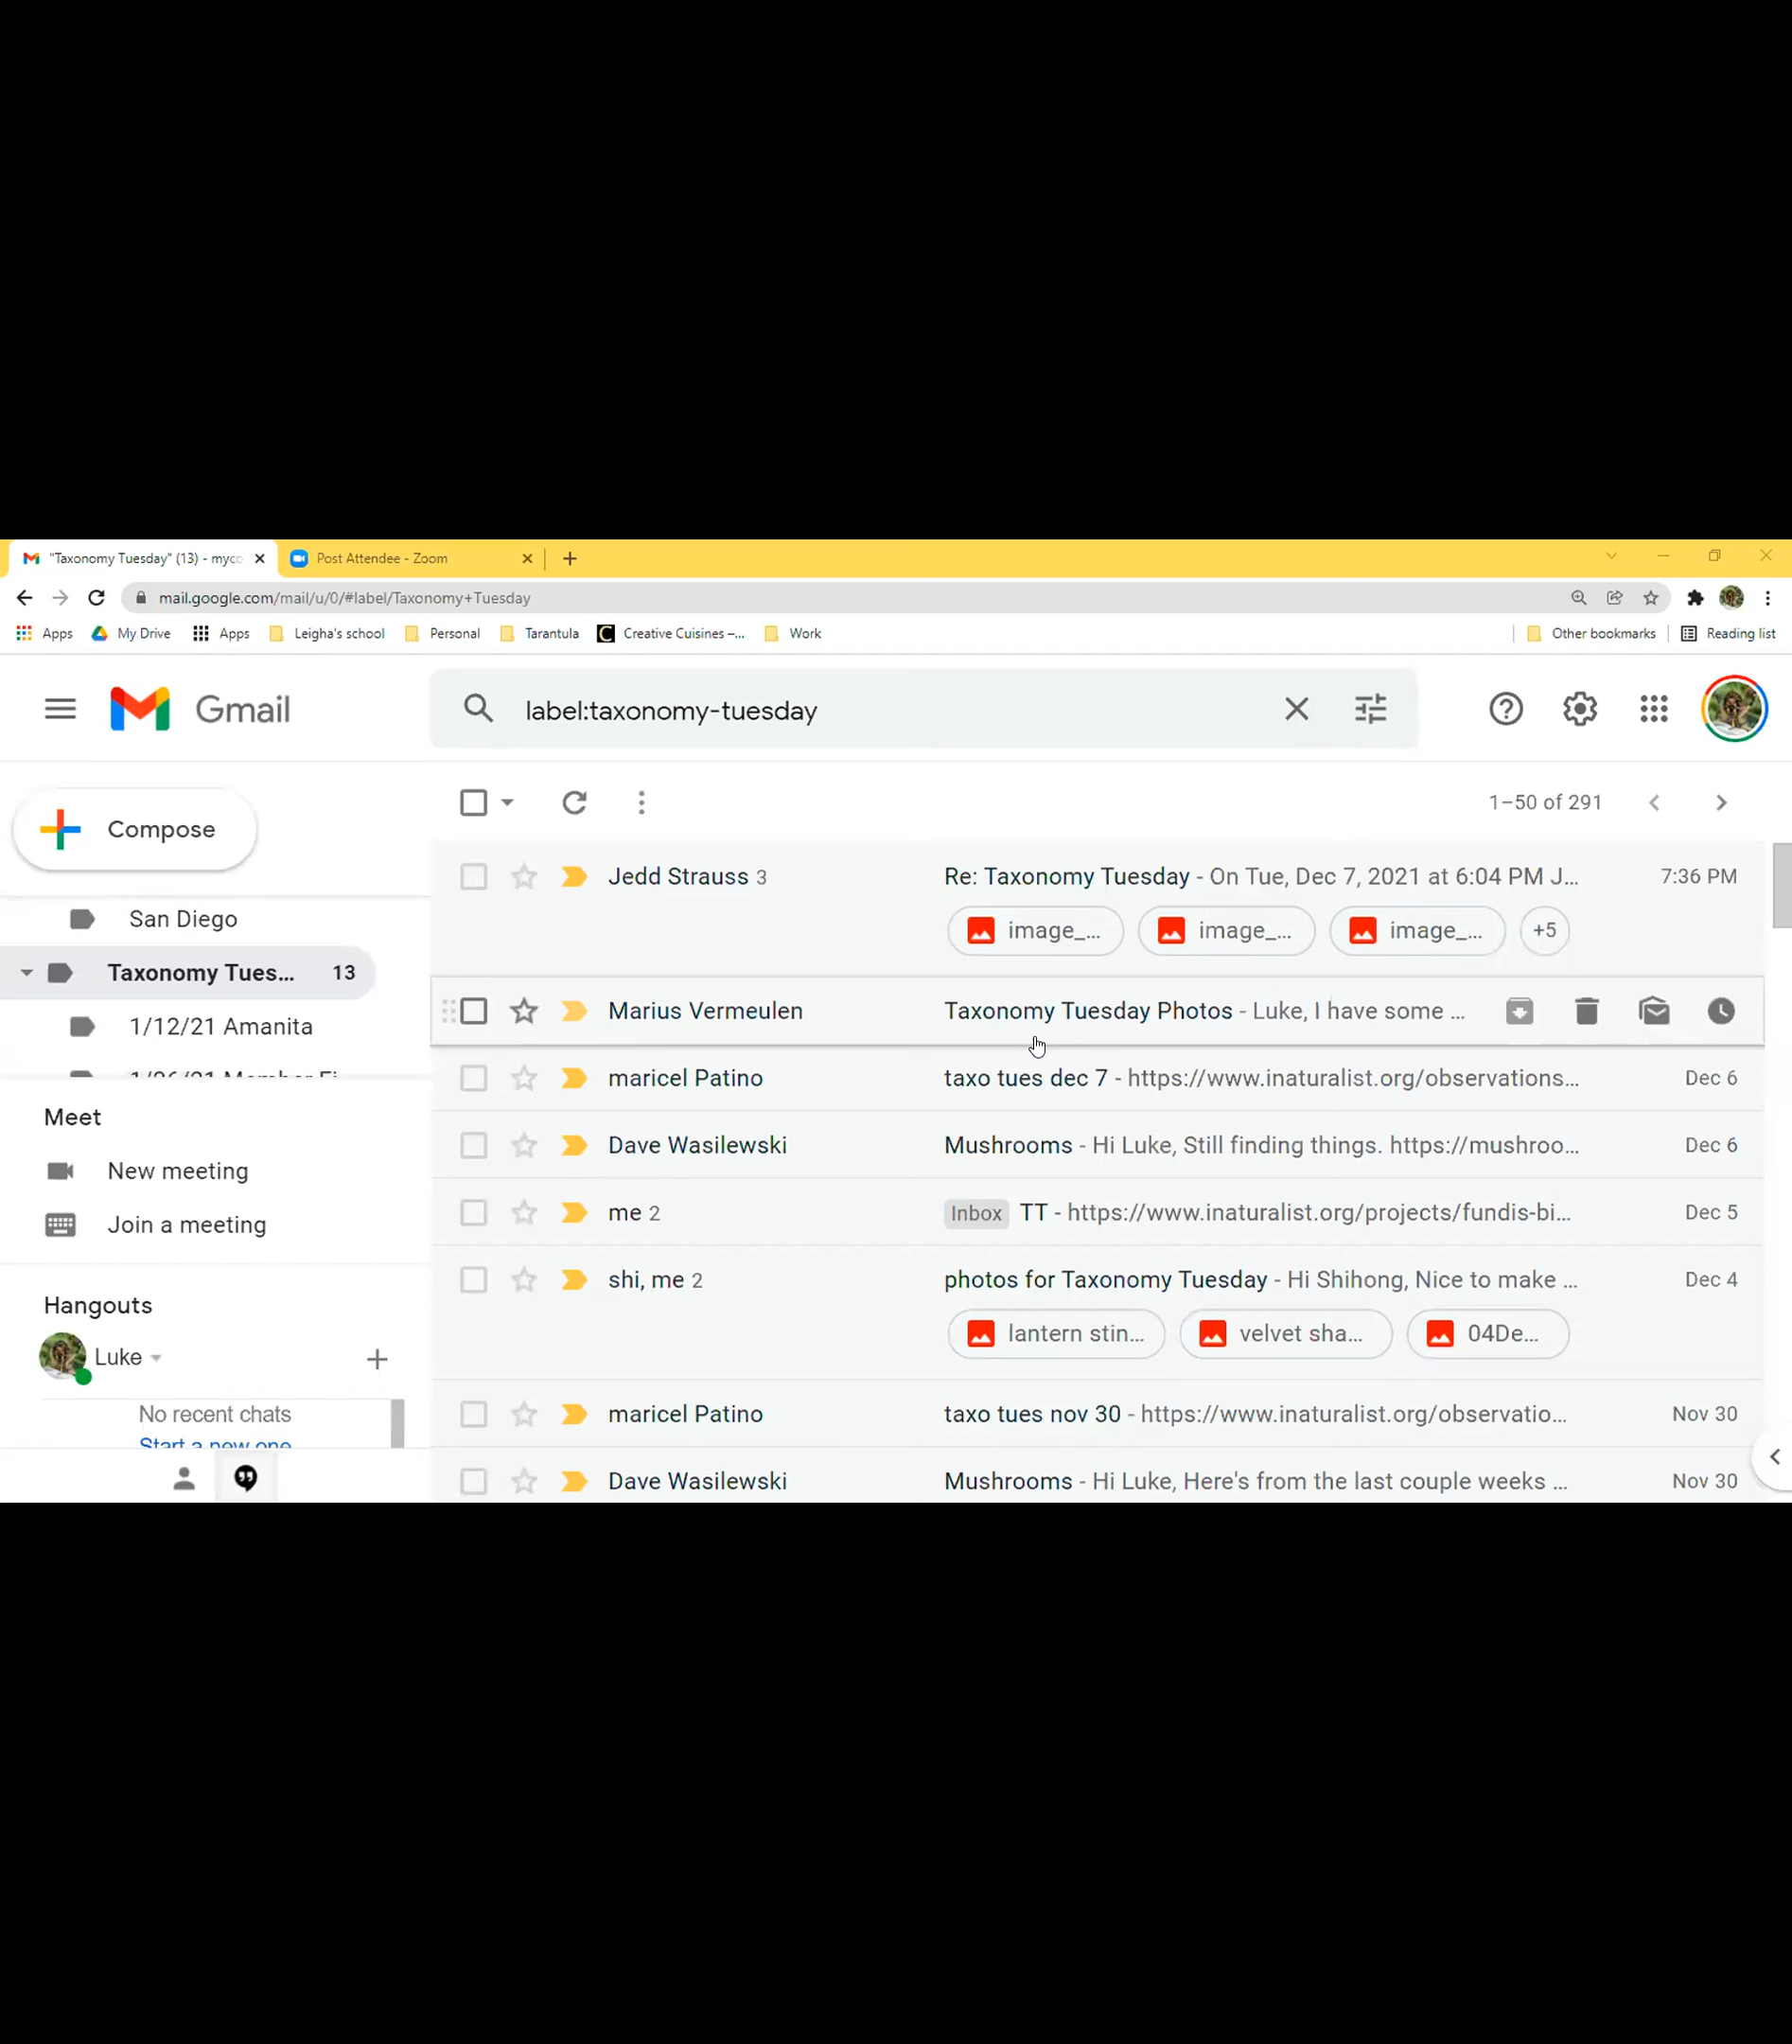 "Taxonomy Tuesday" (13) - myco
Post Attendee - Zoom
mail.google.com/mail/u/0/#label/Taxonomy+Tuesday
Apps My Drive Apps Leigha's school Personal Tarantula Creative Cuisines –... Work Other bookmarks Reading list
Gmail
label:taxonomy-tuesday
Compose
1–50 of 291
San Diego
Taxonomy Tues... 13
1/12/21 Amanita
Meet
New meeting
Join a meeting
Hangouts
Luke
No recent chats
Start a new one
Jedd Strauss 3 Re: Taxonomy Tuesday - On Tue, Dec 7, 2021 at 6:04 PM J... 7:36 PM
image_... image_... image_... +5
Marius Vermeulen Taxonomy Tuesday Photos - Luke, I have some ...
maricel Patino taxo tues dec 7 - https://www.inaturalist.org/observations... Dec 6
Dave Wasilewski Mushrooms - Hi Luke, Still finding things. https://mushroo... Dec 6
me 2 Inbox TT - https://www.inaturalist.org/projects/fundis-bi... Dec 5
shi, me 2 photos for Taxonomy Tuesday - Hi Shihong, Nice to make ... Dec 4
lantern stin... velvet sha... 04De...
maricel Patino taxo tues nov 30 - https://www.inaturalist.org/observatio... Nov 30
Dave Wasilewski Mushrooms - Hi Luke, Here's from the last couple weeks ... Nov 30